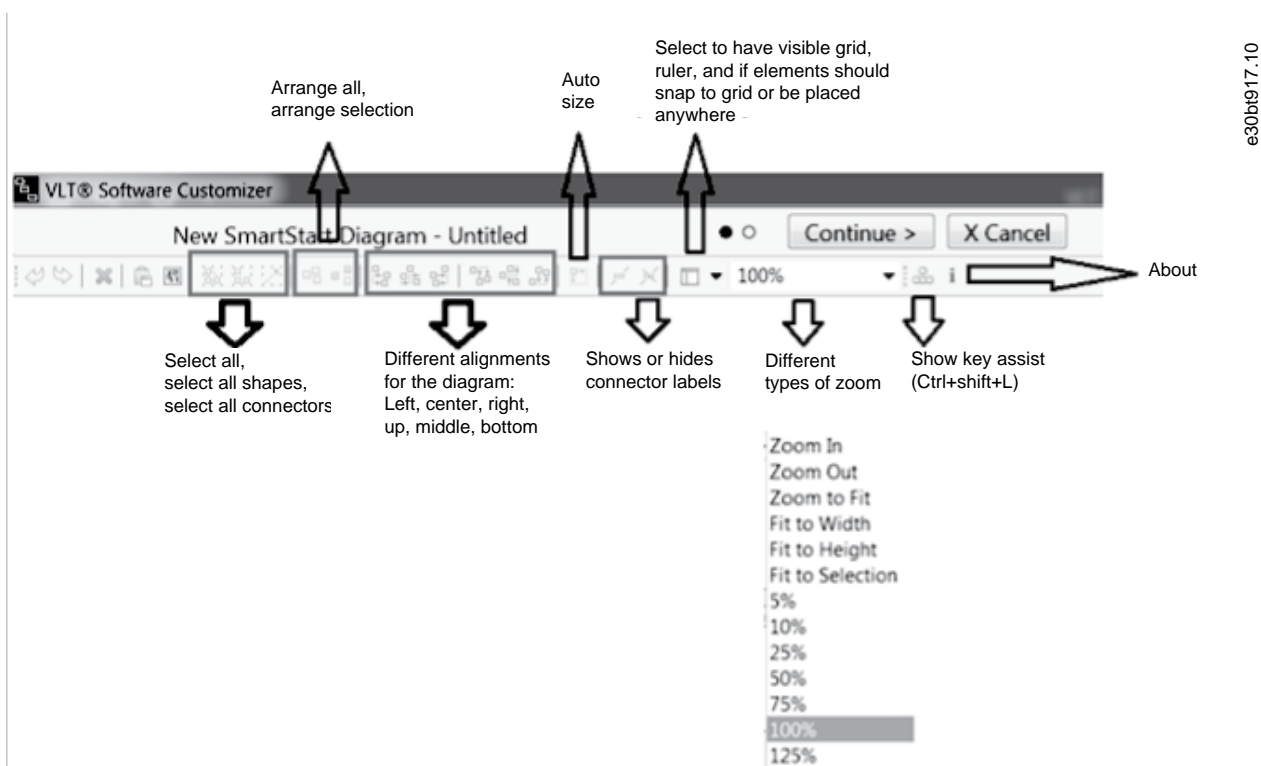 Select to have visible grid,
ruler, and if elements should
snap to grid or be placed
anywhere
Auto
size
Arrange all,
arrange selection
e30bt917.10
VLT® Software Customizer
New SmartStart Diagram - Untitled
Continue >
X Cancel
100%
i
About
Select all,
select all shapes,
select all connectors
Different alignments
for the diagram:
Left, center, right,
up, middle, bottom
Shows or hides
connector labels
Different
types of zoom
Show key assist
(Ctrl+shift+L)
Zoom In
Zoom Out
Zoom to Fit
Fit to Width
Fit to Height
Fit to Selection
5%
10%
25%
50%
75%
100%
125%